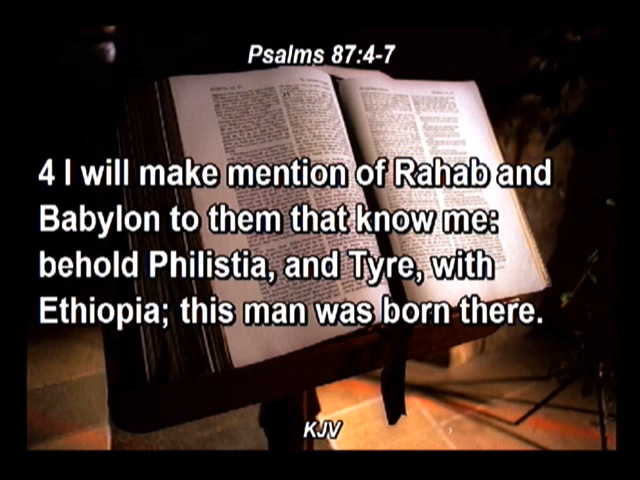 Psalms 87:4-7
4 I will make mention of Rahab and
Babylon to them that know me:
behold Philistia, and Tyre, with
Ethiopia; this man was born there.
KJV